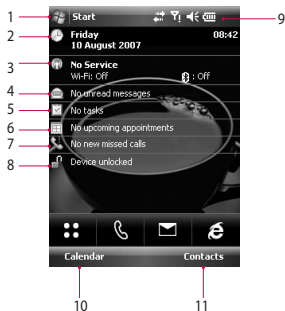 1 Start 9
2 Friday 08:42
10 August 2007
3 No Service
Wi-Fi: Off : Off
4 No unread messages
5 No tasks
6 No upcoming appointments
7 No new missed calls
8 Device unlocked
Calendar Contacts
10 11